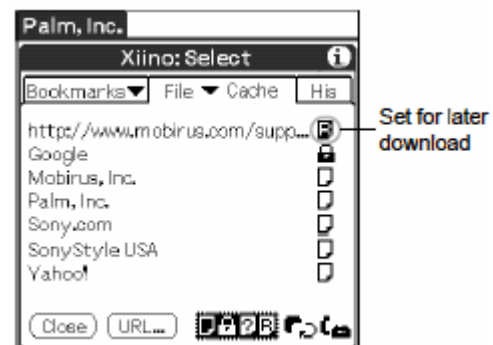 Palm, Inc.
Xiino: Select
Bookmarks▼ File ▼ Cache His
http://www.mobirus.com/supp...
Google
Mobirus, Inc.
Palm, Inc.
Sony.com
SonyStyle USA
Yahoo!
Close URL...
Set for later
download